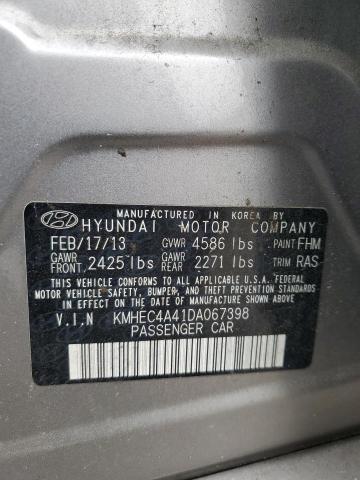 MANUFACTURED IN KOREA BY
HYUNDAI MOTOR COMPANY
FEB/17/13 GVWR 4586 lbs PAINT FHM
GAWR FRONT 2425 lbs GAWR REAR 2271 lbs TRIM RAS
THIS VEHICLE CONFORMS TO ALL APPLICABLE U.S.A. FEDERAL
MOTOR VEHICLE SAFETY, BUMPER, AND THEFT PREVENTION STANDARDS
IN EFFECT ON THE DATE OF MANUFACTURE SHOWN ABOVE.
V.I.N KMHEC4A41DA067398
PASSENGER CAR